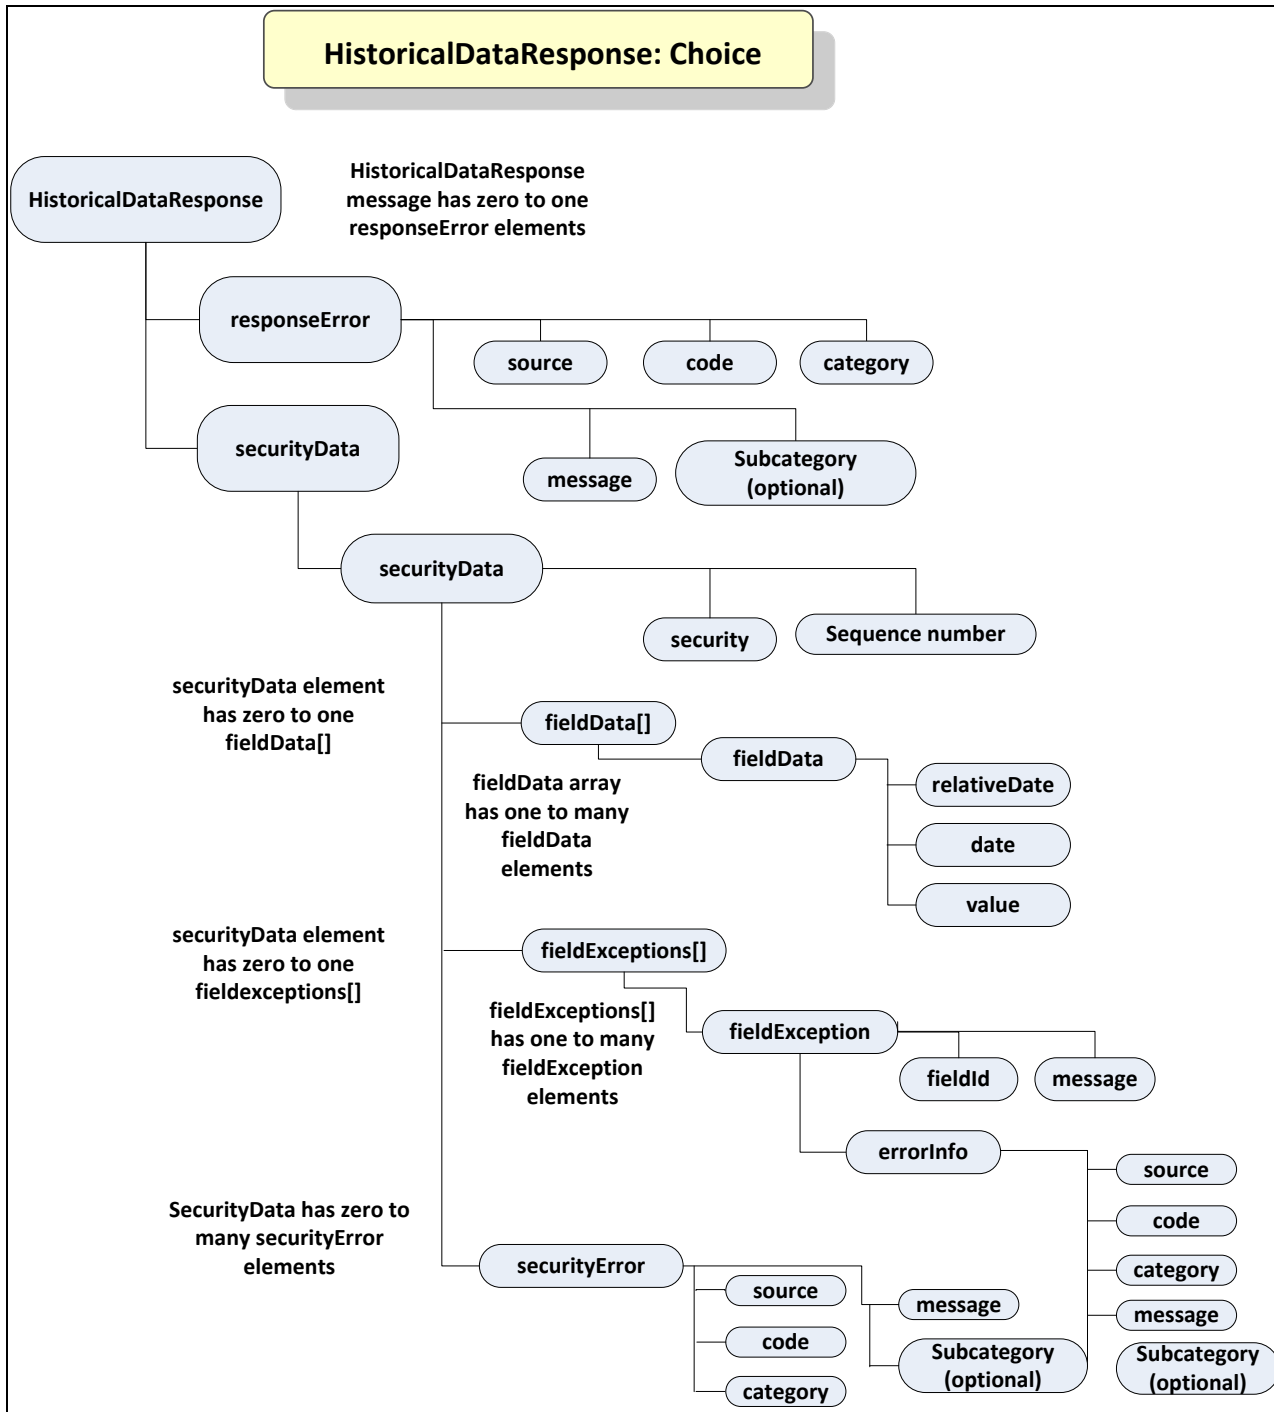 HistoricalDataResponse: Choice
HistoricalDataResponse
HistoricalDataResponse
message has zero to one
responseError elements
responseError
source
code
category
securityData
message
Subcategory
(optional)
securityData
security
Sequence number
securityData element
has zero to one
fieldData[]
fieldData[]
fieldData
relativeDate
date
value
fieldData array
has one to many
fieldData
elements
securityData element
has zero to one
fieldexceptions[]
fieldExceptions[]
fieldExceptions[]
has one to many
fieldException
elements
fieldException
fieldId
message
errorInfo
source
code
category
message
Subcategory
(optional)
SecurityData has zero to
many securityError
elements
securityError
source
code
category
message
Subcategory
(optional)